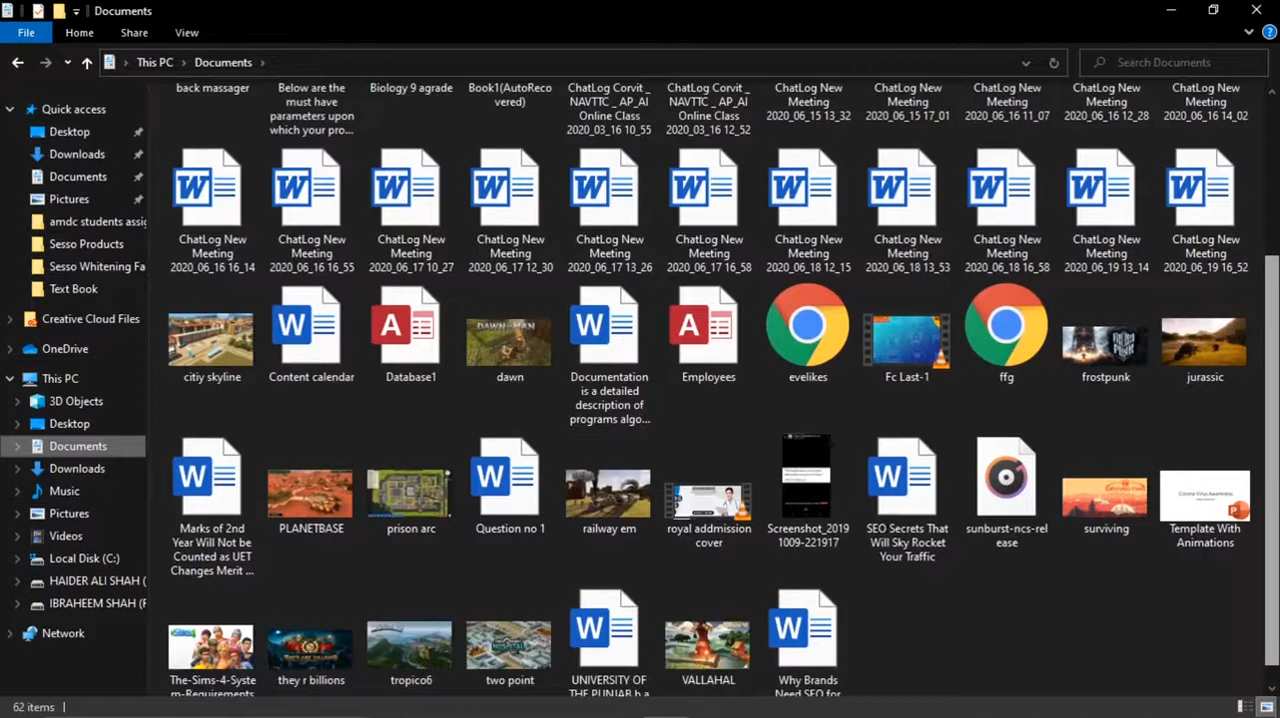 Documents
File Home Share View
This PC Documents
Search Documents
Quick access
Desktop
Downloads
Documents
Pictures
amdc students assig
Sesso Products
Sesso Whitening Fa
Text Book
Creative Cloud Files
OneDrive
This PC
3D Objects
Desktop
Documents
Downloads
Music
Pictures
Videos
Local Disk (C:)
HAIDER ALI SHAH (
IBRAHEEM SHAH (F
Network
back massager
Below are the
must have
parameters upon
which your pro...
Biology 9 agrade
Book1(AutoReco
vered)
ChatLog Corvit _
NAVTTC _ AP_AI
Online Class
2020_03_16 10_55
ChatLog Corvit _
NAVTTC _ AP_AI
Online Class
2020_03_16 12_52
ChatLog New
Meeting
2020_06_15 13_32
ChatLog New
Meeting
2020_06_15 17_01
ChatLog New
Meeting
2020_06_16 11_07
ChatLog New
Meeting
2020_06_16 12_28
ChatLog New
Meeting
2020_06_16 14_02
ChatLog New
Meeting
2020_06_16 16_14
ChatLog New
Meeting
2020_06_16 16_55
ChatLog New
Meeting
2020_06_17 10_27
ChatLog New
Meeting
2020_06_17 12_30
ChatLog New
Meeting
2020_06_17 13_26
ChatLog New
Meeting
2020_06_17 16_58
ChatLog New
Meeting
2020_06_18 12_15
ChatLog New
Meeting
2020_06_18 13_53
ChatLog New
Meeting
2020_06_18 16_58
ChatLog New
Meeting
2020_06_19 13_14
ChatLog New
Meeting
2020_06_19 16_52
citiy skyline
Content calendar
Database1
DAWN OF MAN
dawn
Documentation
is a detailed
description of
programs algo...
Employees
evelikes
Fc Last-1
ffg
frostpunk
jurassic
Marks of 2nd
Year Will Not be
Counted as UET
Changes Merit ...
PLANETBASE
prison arc
Question no 1
railway em
royal addmission
cover
Screenshot_2019
1009-221917
SEO Secrets That
Will Sky Rocket
Your Traffic
sunburst-ncs-rel
ease
surviving
Corona Virus Awareness
Template With
Animations
The-Sims-4-Syste
m-Requirements
they r billions
tropico6
HOSPITAL
two point
UNIVERSITY OF
THE PUNJAB b a
VALLAHAL
Why Brands
Need SEO for
62 items